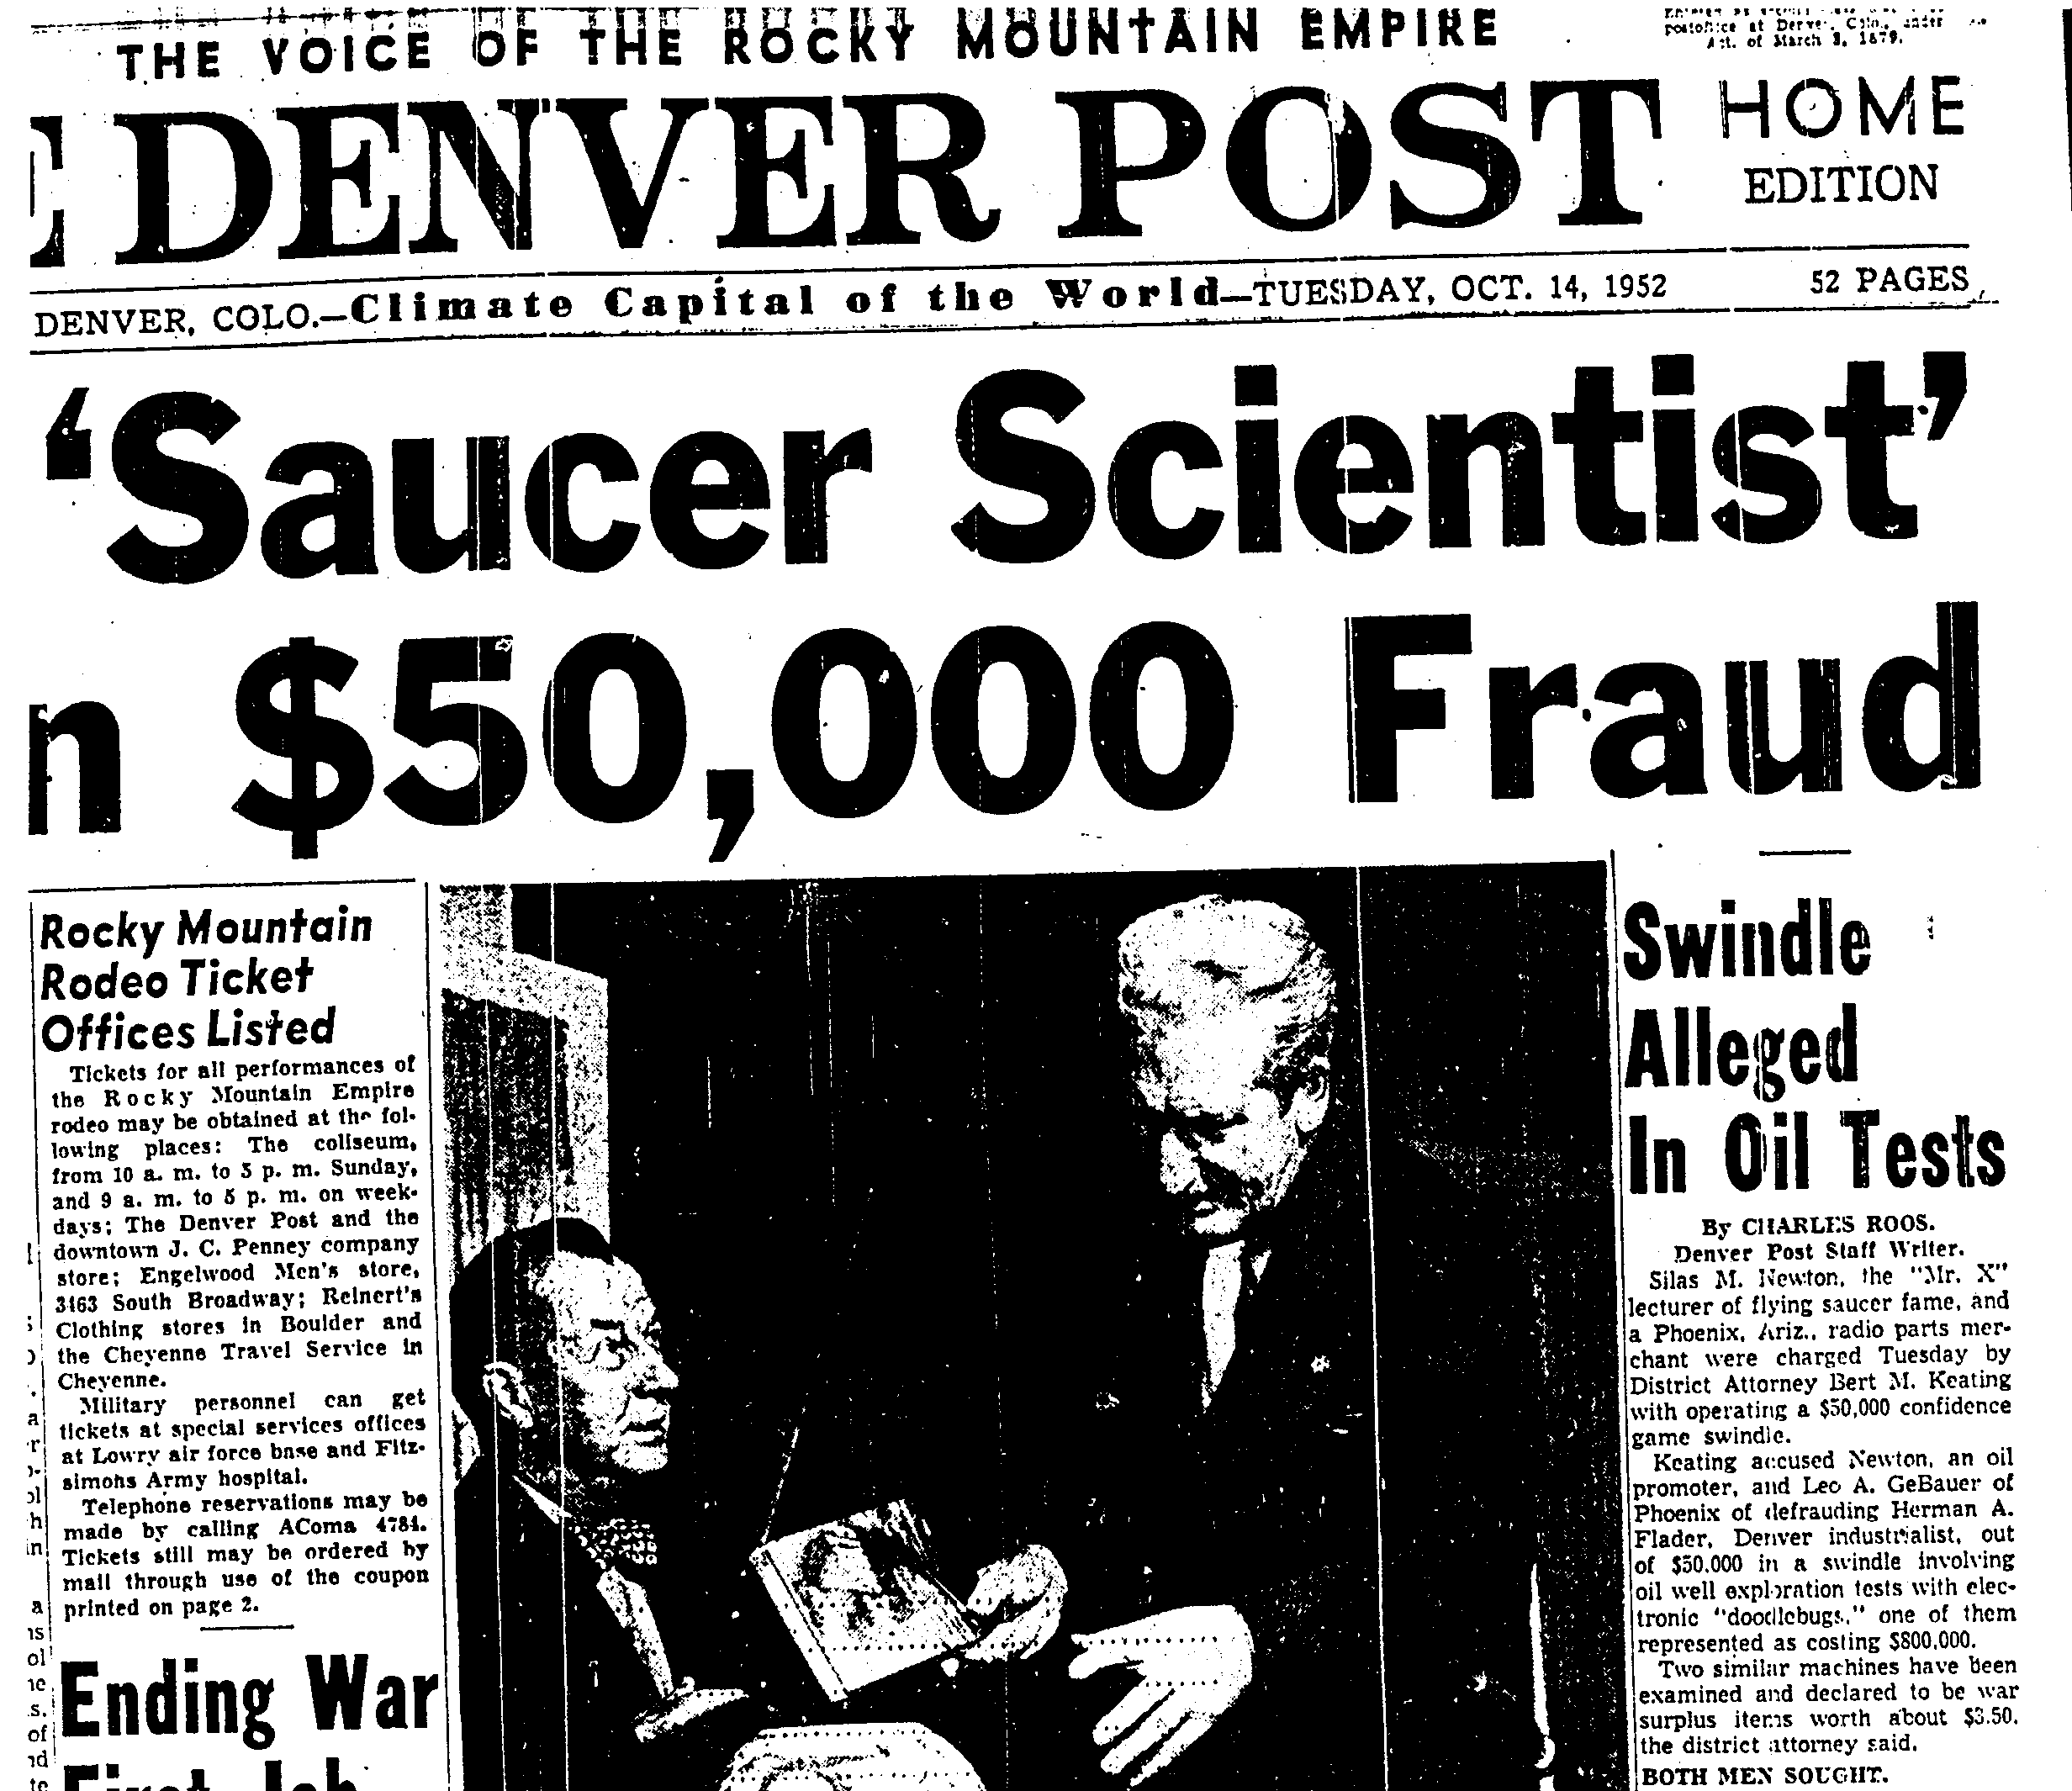 THE VOICE OF THE ROCKY MOUNTAIN EMPIRE
postoffice at Denver, Colo., under
Act. of March 3, 1879.
E DENVER POST
HOME
EDITION
DENVER, COLO.—Climate Capital of the World—TUESDAY, OCT. 14, 1952
52 PAGES
‘Saucer Scientist’
n $50,000 Fraud
Rocky Mountain
Rodeo Ticket
Offices Listed
Tickets for all performances of
the Rocky Mountain Empire
rodeo may be obtained at the fol-
lowing places: The coliseum,
from 10 a. m. to 5 p. m. Sunday,
and 9 a. m. to 5 p. m. on week-
days; The Denver Post and the
downtown J. C. Penney company
store; Engelwood Men's store,
3463 South Broadway; Reinert's
Clothing stores in Boulder and
the Cheyenne Travel Service in
Cheyenne.
Military personnel can get
tickets at special services offices
at Lowry air force base and Fitz-
simons Army hospital.
Telephone reservations may be
made by calling AComa 4784.
Tickets still may be ordered by
mail through use of the coupon
printed on page 2.
Ending War
First Job
Swindle
Alleged
In Oil Tests
By CHARLES ROOS.
Denver Post Staff Writer.
Silas M. Newton, the "Mr. X"
lecturer of flying saucer fame, and
a Phoenix, Ariz., radio parts mer-
chant were charged Tuesday by
District Attorney Bert M. Keating
with operating a $50,000 confidence
game swindle.
Keating accused Newton, an oil
promoter, and Leo A. GeBauer of
Phoenix of defrauding Herman A.
Flader, Denver industrialist, out
of $50,000 in a swindle involving
oil well exploration tests with elec-
tronic "doodlebugs," one of them
represented as costing $800,000.
Two similar machines have been
examined and declared to be war
surplus items worth about $3.50,
the district attorney said.
BOTH MEN SOUGHT.